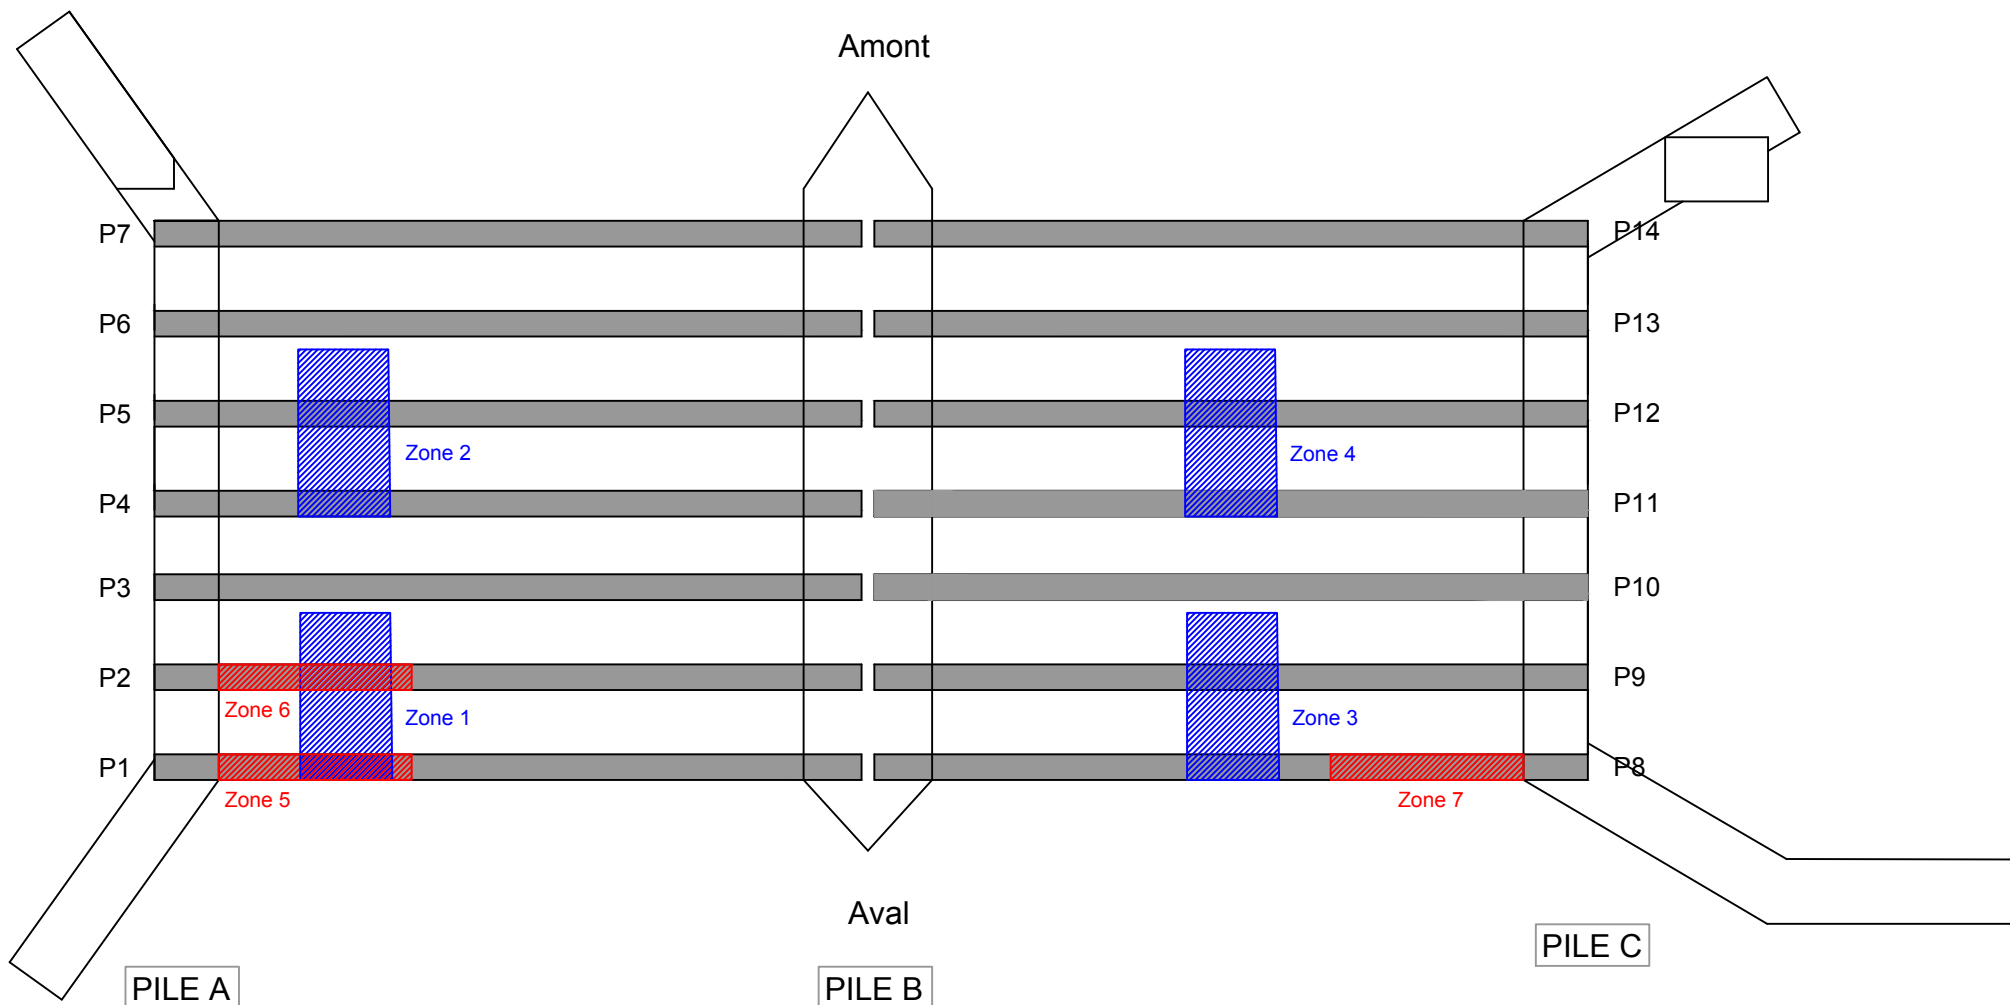 Amont
P7
P14
P6
P13
P5
P12
Zone 2
Zone 4
P4
P11
P3
P10
P2
P9
Zone 6
Zone 1
Zone 3
P1
P8
Zone 5
Zone 7
Aval
PILE C
PILE A
PILE B